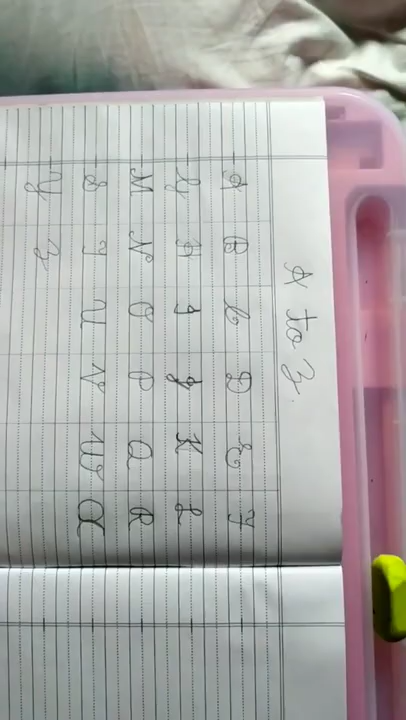 A to Z.
A B C D E F
G H I J K L
M N O P Q R
S T U V W X
Y Z